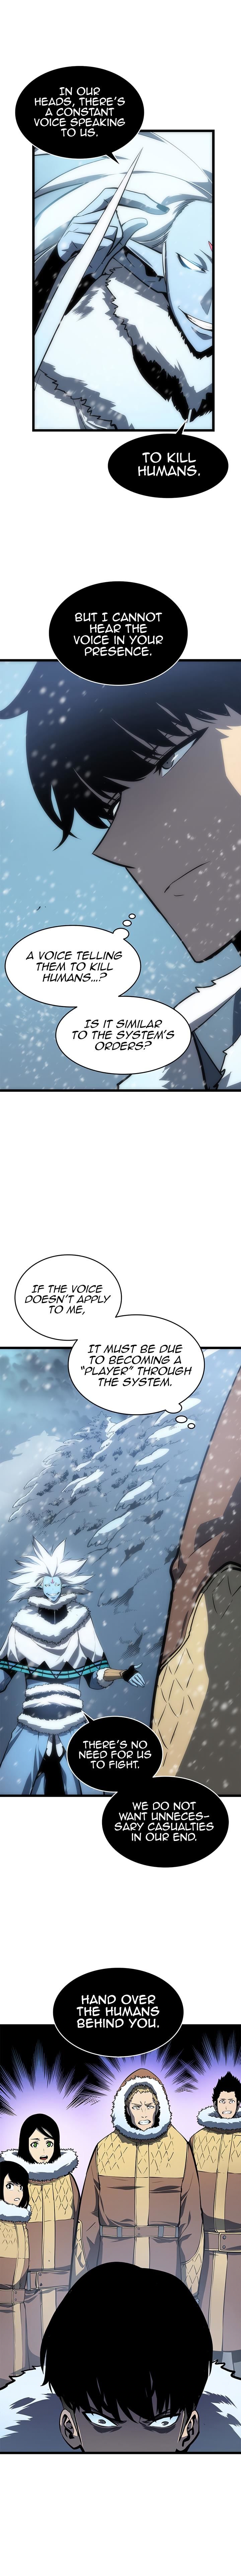 IN OUR
HEADS, THERE'S
A CONSTANT
VOICE SPEAKING
TO US.
TO KILL
HUMANS.
BUT I CANNOT
HEAR THE
VOICE IN YOUR
PRESENCE.
A VOICE TELLING
THEM TO KILL
HUMANS...?
IS IT SIMILAR
TO THE SYSTEM'S
ORDERS?
IF THE VOICE
DOESN'T APPLY
TO ME,
IT MUST BE DUE
TO BECOMING A
"PLAYER" THROUGH
THE SYSTEM.
THERE'S NO
NEED FOR US
TO FIGHT.
WE DO NOT
WANT UNNECES-
SARY CASUALTIES
IN OUR END.
HAND OVER
THE HUMANS
BEHIND YOU.